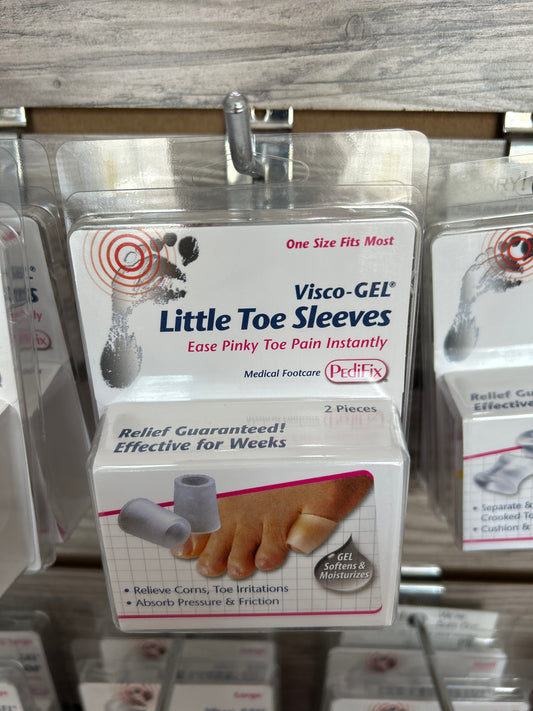 One Size Fits Most
Visco-GEL®
Little Toe Sleeves
Ease Pinky Toe Pain Instantly
Medical Footcare PEDiFix®
2 Pieces
Relief Guaranteed!
Effective for Weeks
GEL
Softens &
Moisturizes
• Relieve Corns, Toe Irritations
• Absorb Pressure & Friction
Relief Gua
Effective
• Separate &
Crooked To
• Cushion &